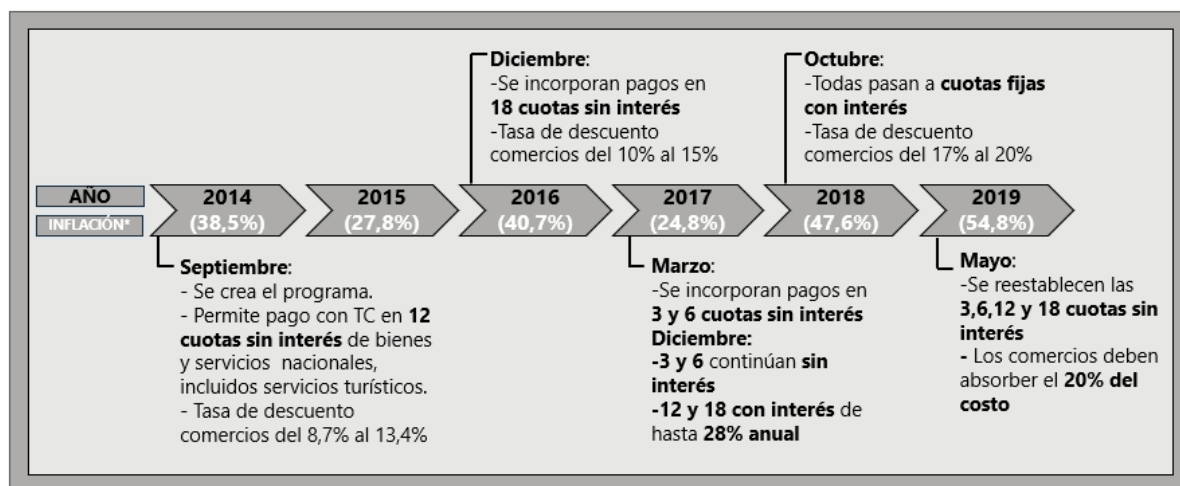 Diciembre:
-Se incorporan pagos en
18 cuotas sin interés
-Tasa de descuento
comercios del 10% al 15%
Octubre:
-Todas pasan a cuotas fijas
con interés
-Tasa de descuento
comercios del 17% al 20%
AÑO
2014
2015
2016
2017
2018
2019
INFLACIÓN*
(38,5%)
(27,8%)
(40,7%)
(24,8%)
(47,6%)
(54,8%)
Septiembre:
- Se crea el programa.
- Permite pago con TC en 12
cuotas sin interés de bienes
y servicios nacionales,
incluidos servicios turísticos.
- Tasa de descuento
comercios del 8,7% al 13,4%
Marzo:
-Se incorporan pagos en
3 y 6 cuotas sin interés
Diciembre:
-3 y 6 continúan sin
interés
-12 y 18 con interés de
hasta 28% anual
Mayo:
-Se reestablecen las
3,6,12 y 18 cuotas sin
interés
- Los comercios deben
absorber el 20% del
costo